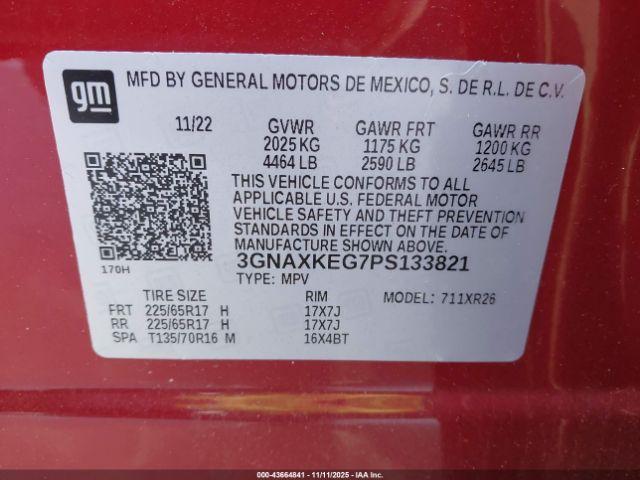 gm
MFD BY GENERAL MOTORS DE MEXICO, S. DE R.L. DE C.V.
11/22 GVWR GAWR FRT GAWR RR
2025 KG 1175 KG 1200 KG
4464 LB 2590 LB 2645 LB
THIS VEHICLE CONFORMS TO ALL
APPLICABLE U.S. FEDERAL MOTOR
VEHICLE SAFETY AND THEFT PREVENTION
STANDARDS IN EFFECT ON THE DATE OF
MANUFACTURE SHOWN ABOVE.
170H
3GNAXKEG7PS133821
TYPE: MPV
TIRE SIZE RIM MODEL: 711XR26
FRT 225/65R17 H 17X7J
RR 225/65R17 H 17X7J
SPA T135/70R16 M 16X4BT
000-43664841 - 11/11/2025 - IAAI.COM